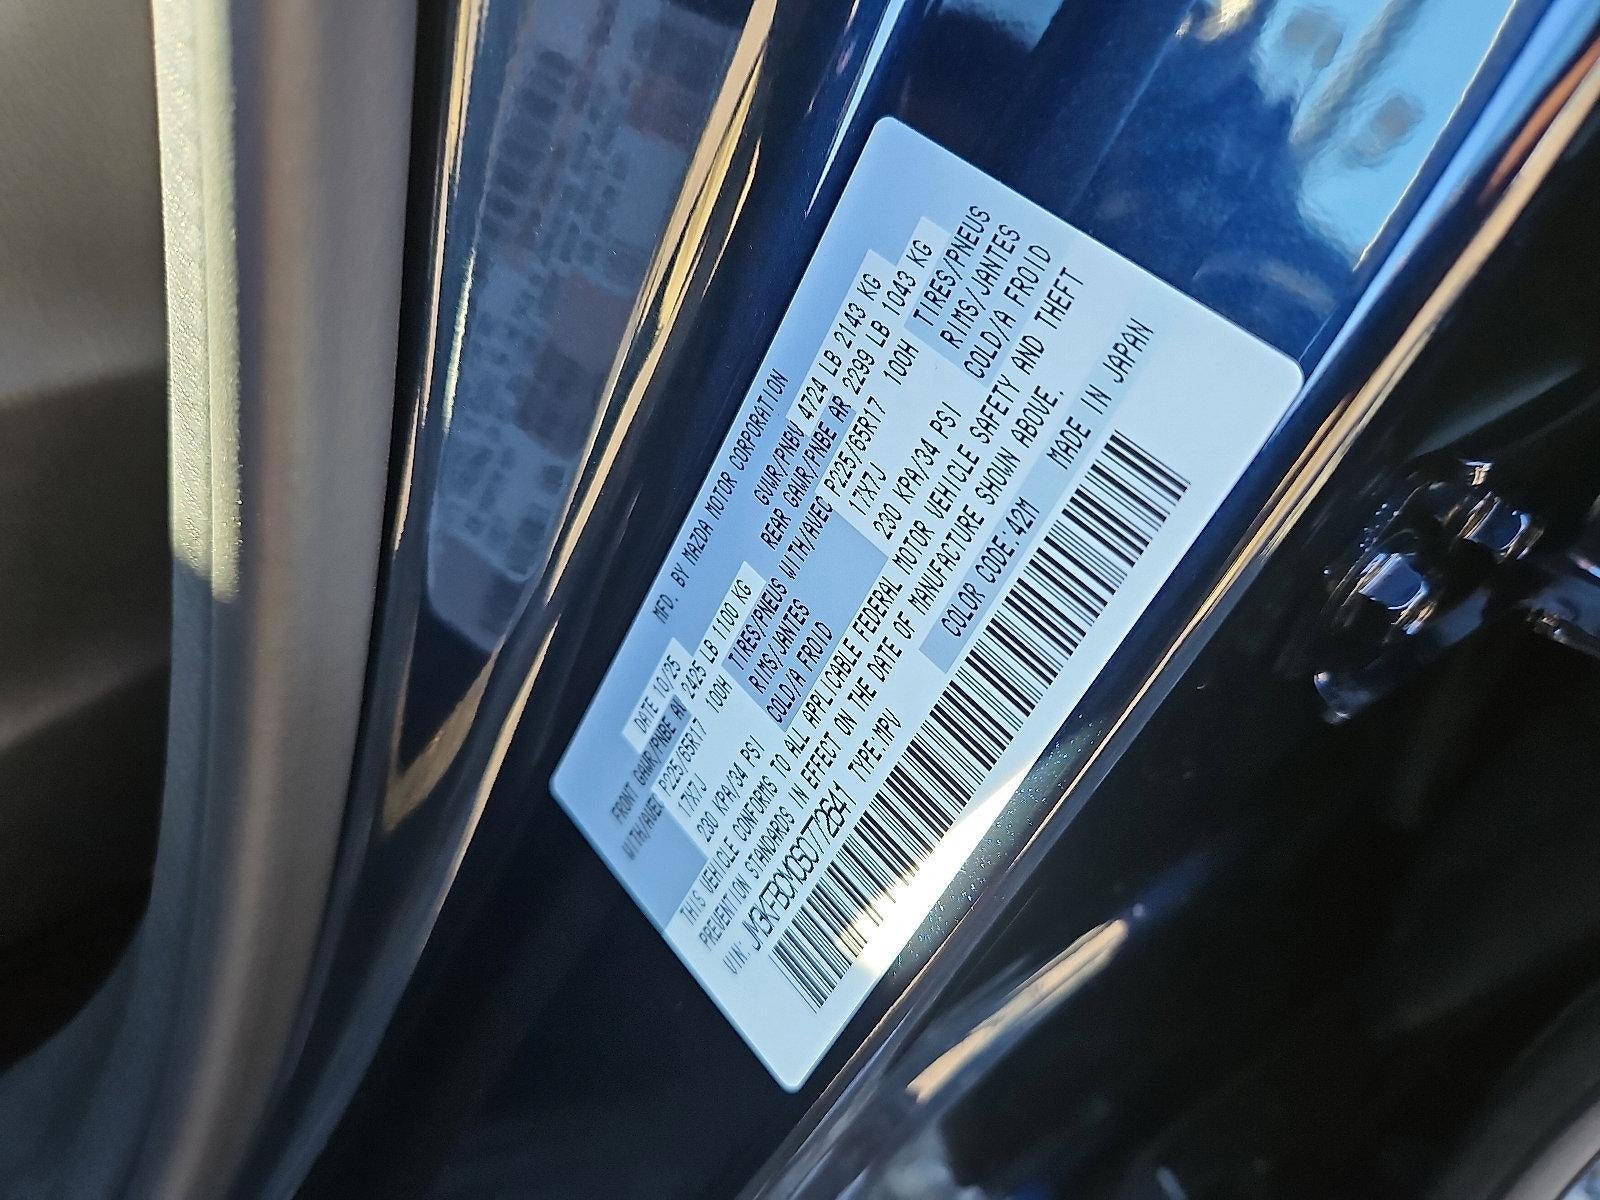 MFD. BY MAZDA MOTOR CORPORATION
DATE 10/25 GVWR/PNBV 4724 LB 2143 KG
FRONT GAWR/PNBE AV 2425 LB 1100 KG REAR GAWR/PNBE AR 2299 LB 1043 KG
WTH/AVEC P225/65R17 100H TIRES/PNEUS WTH/AVEC P225/65R17 100H TIRES/PNEUS
17X7J RIMS/JANTES 17X7J RIMS/JANTES
230 KPA/34 PSI COLD/A FROID 230 KPA/34 PSI COLD/A FROID
THIS VEHICLE CONFORMS TO ALL APPLICABLE FEDERAL MOTOR VEHICLE SAFETY AND THEFT
PREVENTION STANDARDS IN EFFECT ON THE DATE OF MANUFACTURE SHOWN ABOVE.
VIN: JM3KFBCM0S0772641 TYPE:MPV COLOR CODE:42M MADE IN JAPAN